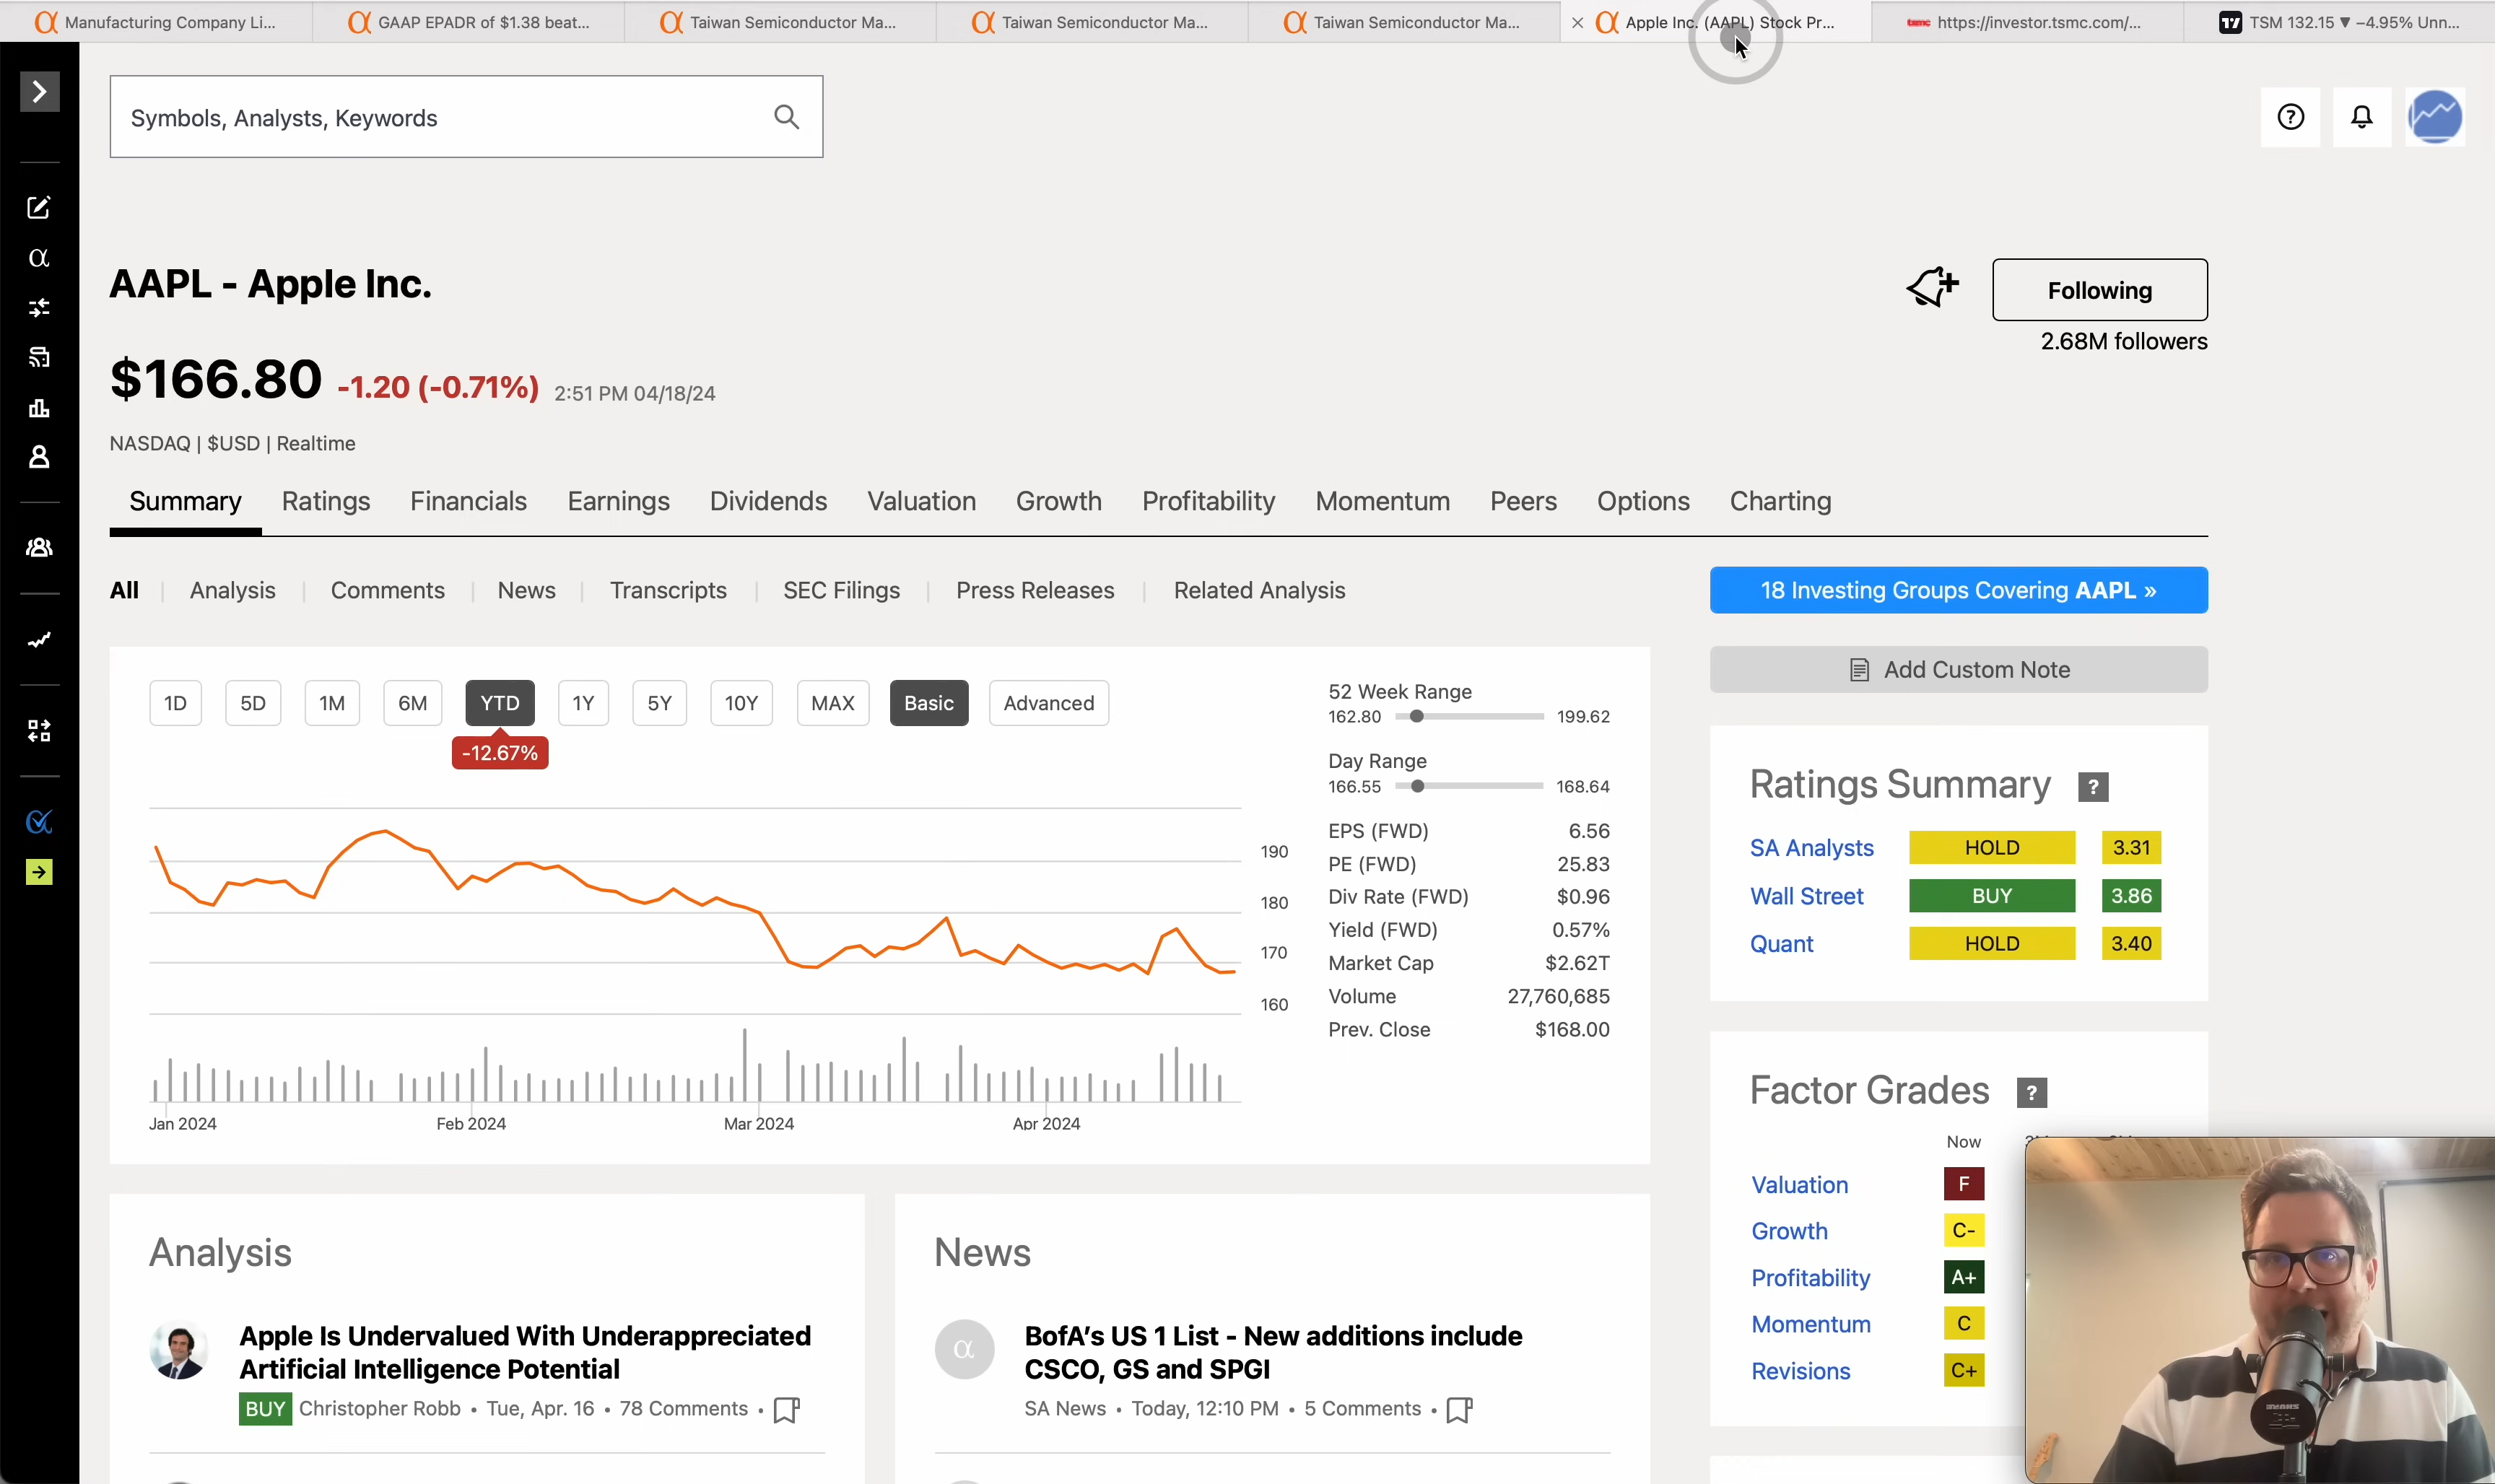 Manufacturing Company Li...
GAAP EPADR of $1.38 beat...
Taiwan Semiconductor Ma...
Taiwan Semiconductor Ma...
Taiwan Semiconductor Ma...
Apple Inc. (AAPL) Stock Pr...
tsmc https://investor.tsmc.com/...
TSM 132.15 ▼ −4.95% Unn...
Symbols, Analysts, Keywords
AAPL - Apple Inc.
Following
2.68M followers
$166.80 -1.20 (-0.71%) 2:51 PM 04/18/24
NASDAQ | $USD | Realtime
Summary Ratings Financials Earnings Dividends Valuation Growth Profitability Momentum Peers Options Charting
All | Analysis | Comments | News | Transcripts | SEC Filings | Press Releases | Related Analysis
18 Investing Groups Covering AAPL »
Add Custom Note
1D 5D 1M 6M YTD 1Y 5Y 10Y MAX Basic Advanced
-12.67%
190
180
170
160
Jan 2024 Feb 2024 Mar 2024 Apr 2024
52 Week Range
162.80 199.62
Day Range
166.55 168.64
EPS (FWD) 6.56
PE (FWD) 25.83
Div Rate (FWD) $0.96
Yield (FWD) 0.57%
Market Cap $2.62T
Volume 27,760,685
Prev. Close $168.00
Ratings Summary ?
SA Analysts HOLD 3.31
Wall Street BUY 3.86
Quant HOLD 3.40
Factor Grades ?
Now
Valuation F
Growth C-
Profitability A+
Momentum C
Revisions C+
Analysis
Apple Is Undervalued With Underappreciated
Artificial Intelligence Potential
BUY Christopher Robb • Tue, Apr. 16 • 78 Comments •
News
BofA's US 1 List - New additions include
CSCO, GS and SPGI
SA News • Today, 12:10 PM • 5 Comments •